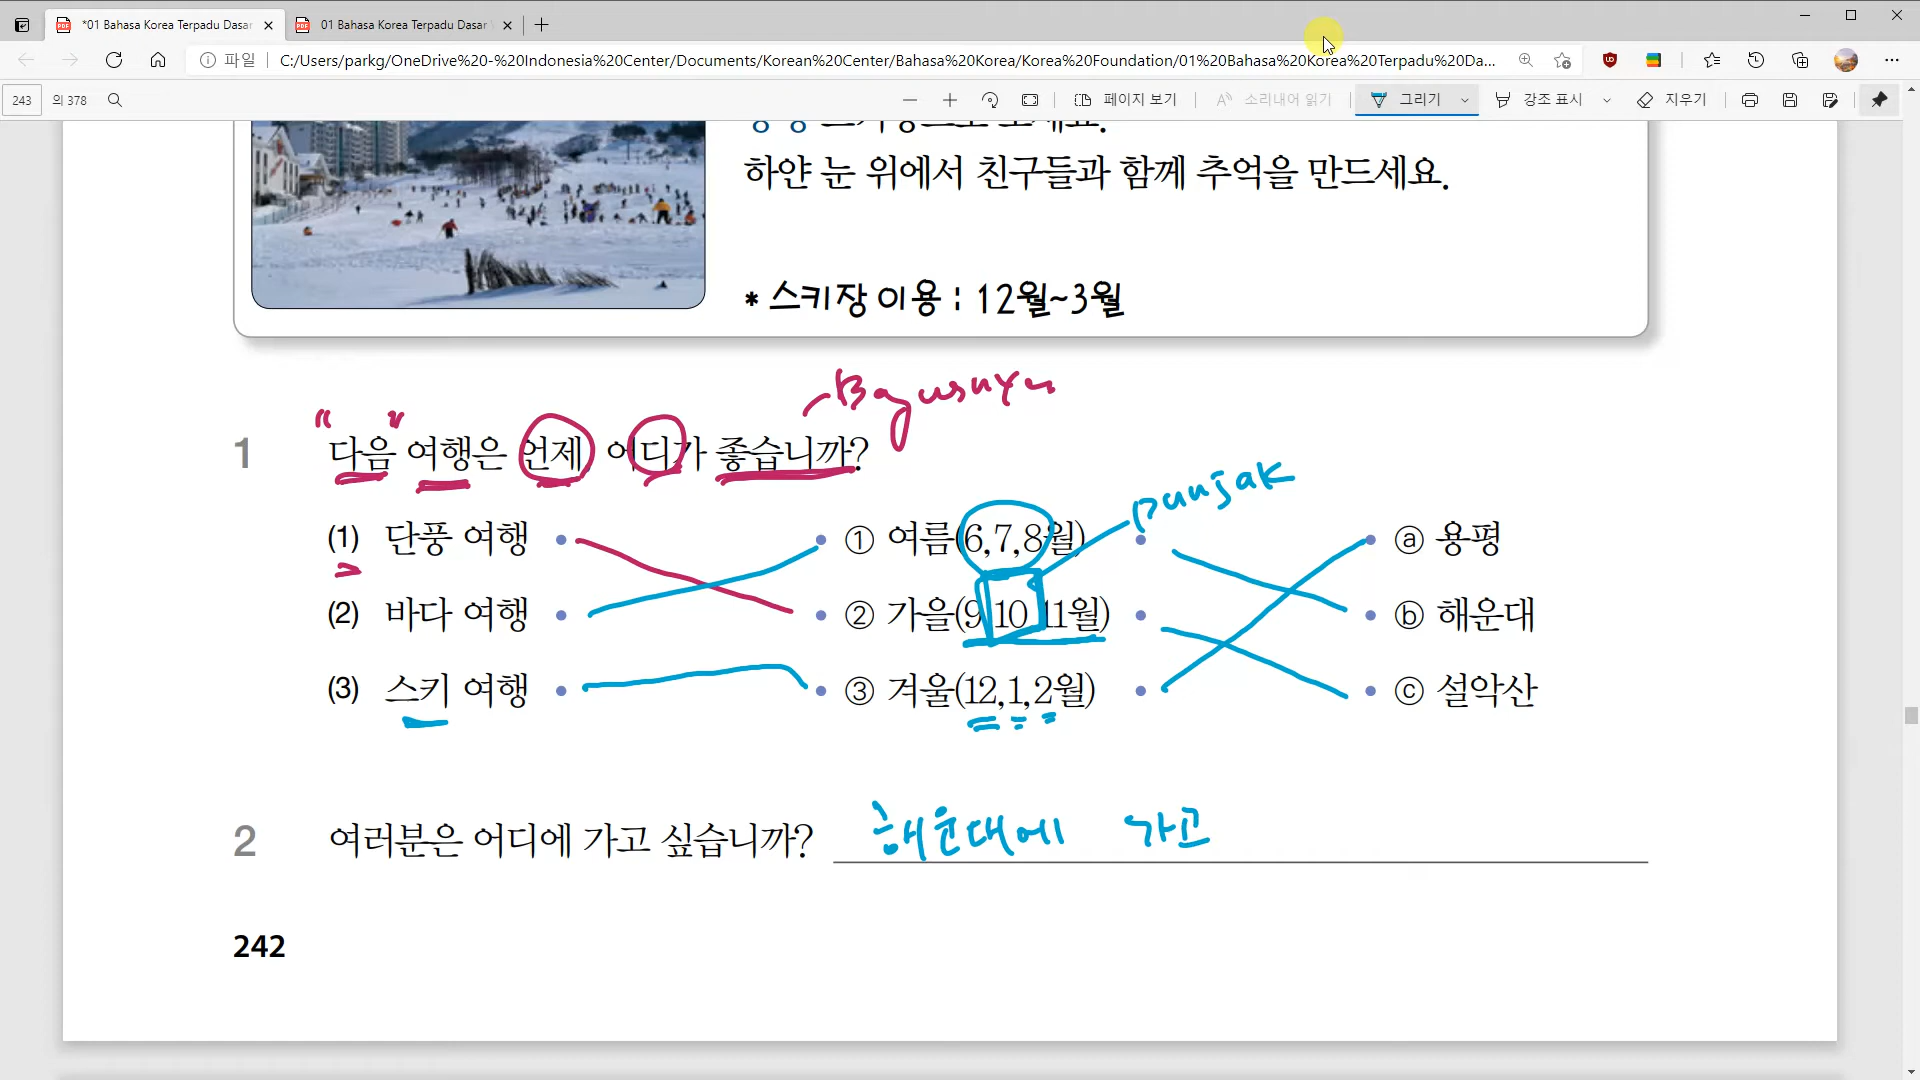 *01 Bahasa Korea Terpadu Dasar
01 Bahasa Korea Terpadu Dasar
파일
C:/Users/parkg/OneDrive%20-%20Indonesia%20Center/Documents/Korean%20Center/Bahasa%20Korea/Korea%20Foundation/01%20Bahasa%20Korea%20Terpadu%20Da...
243 의 378
페이지 보기
소리내어 읽기
그리기
강조 표시
지우기
하얀 눈 위에서 친구들과 함께 추억을 만드세요.
* 스키장 이용 : 12월~3월
Bagusnya
1 "다음" 여행은 언제, 어디가 좋습니까?
punjak
(1) 단풍 여행 ① 여름(6,7,8월) ⓐ 용평
(2) 바다 여행 ② 가을(9,10,11월) ⓑ 해운대
(3) 스키 여행 ③ 겨울(12,1,2월) ⓒ 설악산
2 여러분은 어디에 가고 싶습니까? 해운대에 가고
242